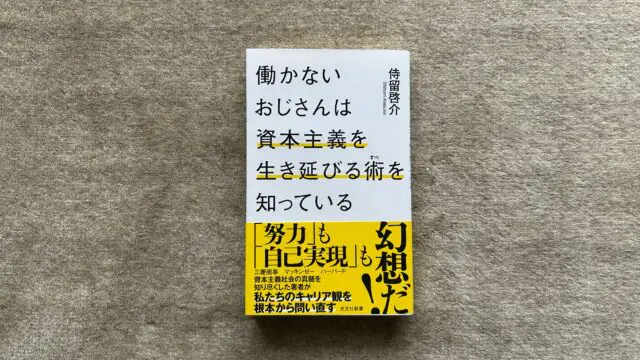 働かない
おじさんは
資本主義を
生き延びる術を
すべ
知っている
侍留啓介
「努力」も
「自己実現」も
幻想だ!
三菱商事 マッキンゼー ハーバード
資本主義社会の真髄を
知り尽くした著者が
私たちのキャリア観を
根本から問い直す
光文社新書